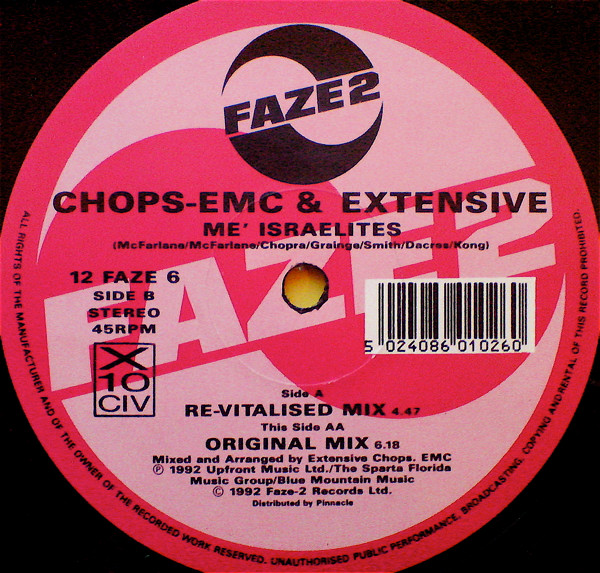 FAZE 2
FAZE 2
CHOPS-EMC & EXTENSIVE
ME' ISRAELITES
(McFarlane/McFarlane/Chopra/Grainge/Smith/Dacres/Kong)
12 FAZE 6
SIDE B
STEREO
45RPM
5 024086 010260
X
10
CIV
Side A
RE-VITALISED MIX 4.47
This Side AA
ORIGINAL MIX 6.18
Mixed and Arranged by Extensive Chops. EMC
℗ 1992 Upfront Music Ltd./The Sparta Florida
Music Group/Blue Mountain Music
© 1992 Faze-2 Records Ltd.
Distributed by Pinnacle
ALL RIGHTS OF THE MANUFACTURER AND OF THE OWNER OF THE RECORDED WORK RESERVED. UNAUTHORISED PUBLIC PERFORMANCE, BROADCASTING, COPYING AND RENTAL OF THIS RECORD PROHIBITED.